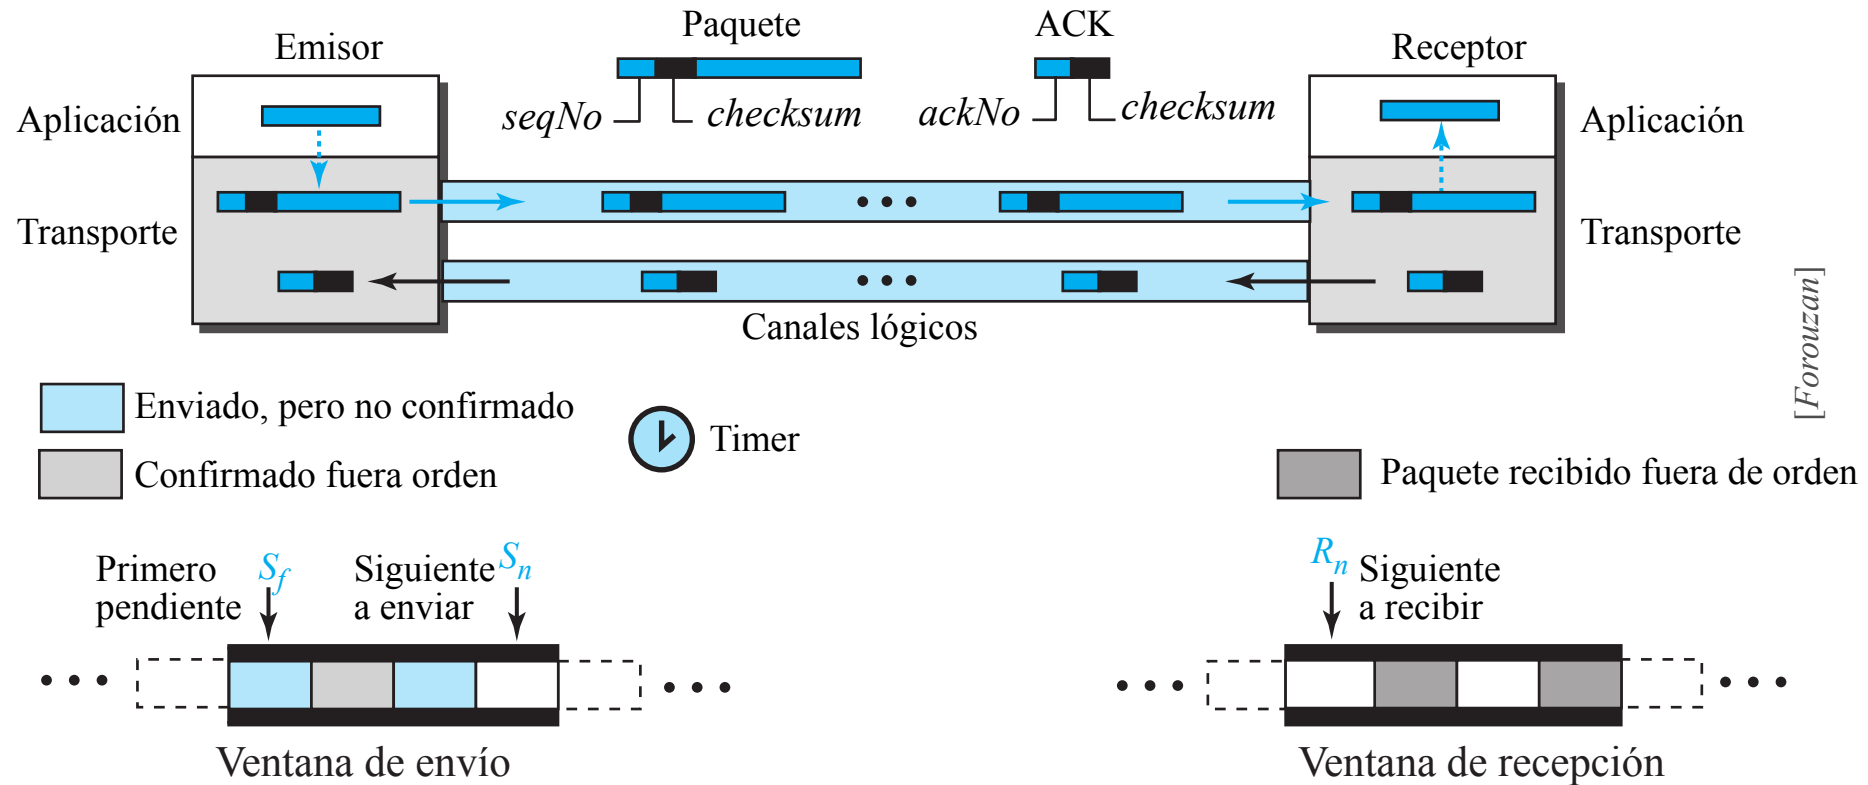 Paquete
ACK
Emisor
Receptor
seqNo
checksum
ackNo
checksum
Aplicación
Aplicación
Transporte
Transporte
Canales lógicos
[Forouzan]
Enviado, pero no confirmado
Timer
Confirmado fuera orden
Paquete recibido fuera de orden
Primero
pendiente
Sf
Siguiente
a enviar
Sn
Rn
Siguiente
a recibir
Ventana de envío
Ventana de recepción